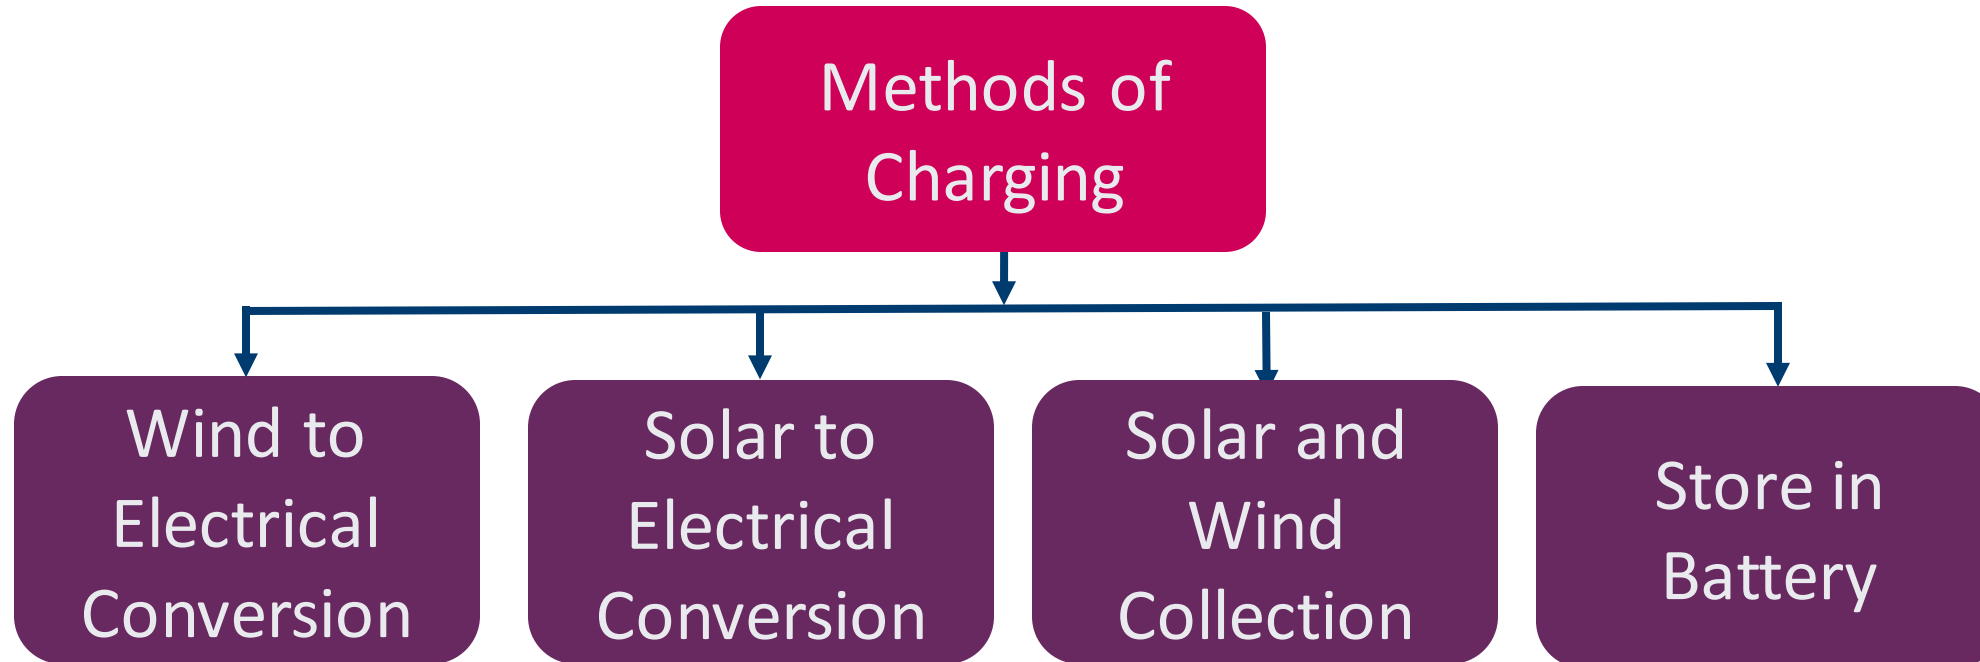 Methods of
Charging
Wind to
Electrical
Conversion
Solar to
Electrical
Conversion
Solar and
Wind
Collection
Store in
Battery